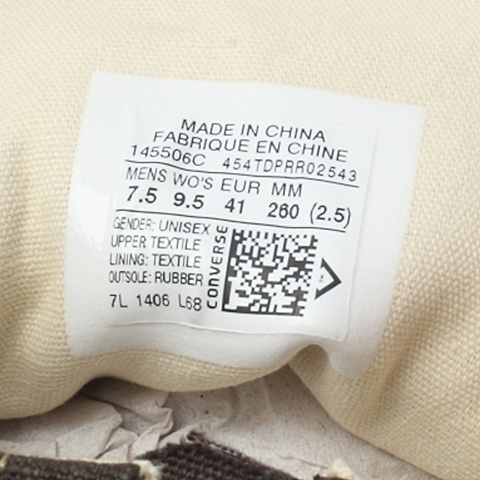 MADE IN CHINA
FABRIQUE EN CHINE
145506C 454TDPRR02543
MENS WO'S EUR MM
7.5 9.5 41 260 (2.5)
GENDER: UNISEX
UPPER TEXTILE
LINING: TEXTILE
OUTSOLE: RUBBER
7L 1406 L68
CONVERSE